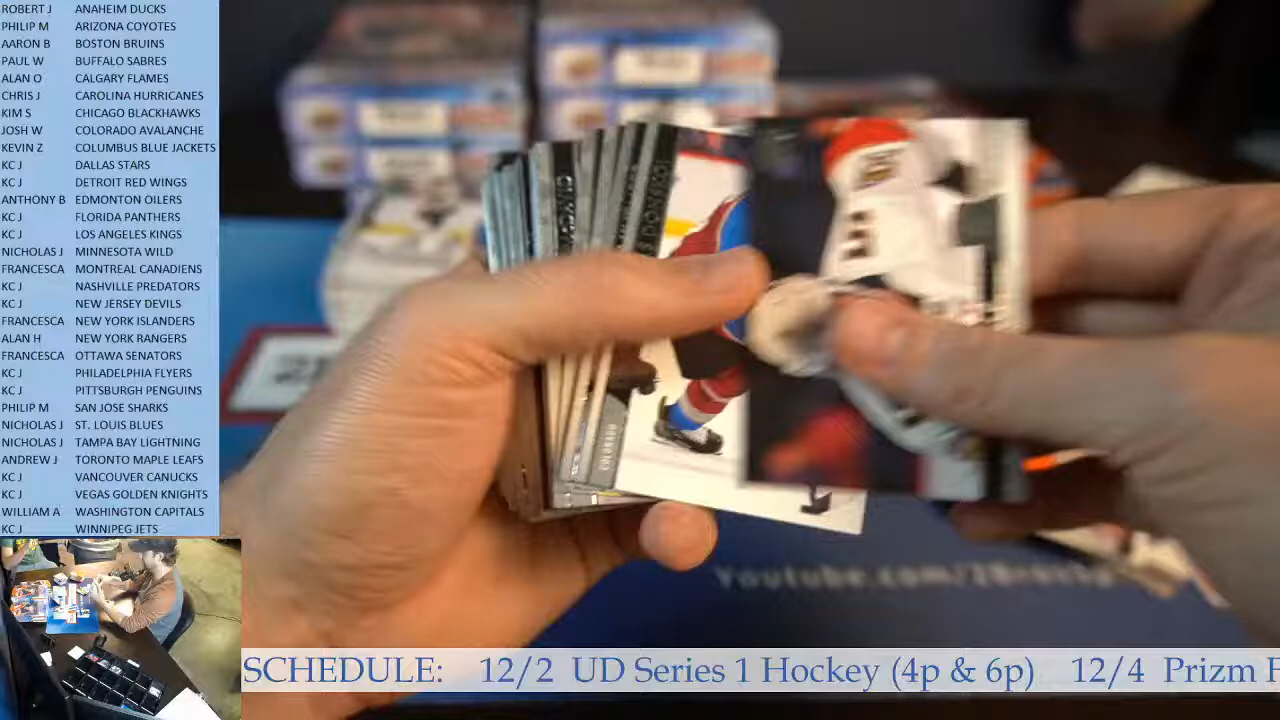 ROBERT J ANAHEIM DUCKS
PHILIP M ARIZONA COYOTES
AARON B BOSTON BRUINS
PAUL W BUFFALO SABRES
ALAN O CALGARY FLAMES
CHRIS J CAROLINA HURRICANES
KIM S CHICAGO BLACKHAWKS
JOSH W COLORADO AVALANCHE
KEVIN Z COLUMBUS BLUE JACKETS
KC J DALLAS STARS
KC J DETROIT RED WINGS
ANTHONY B EDMONTON OILERS
KC J FLORIDA PANTHERS
KC J LOS ANGELES KINGS
NICHOLAS J MINNESOTA WILD
FRANCESCA MONTREAL CANADIENS
KC J NASHVILLE PREDATORS
KC J NEW JERSEY DEVILS
FRANCESCA NEW YORK ISLANDERS
ALAN H NEW YORK RANGERS
FRANCESCA OTTAWA SENATORS
KC J PHILADELPHIA FLYERS
KC J PITTSBURGH PENGUINS
PHILIP M SAN JOSE SHARKS
NICHOLAS J ST. LOUIS BLUES
NICHOLAS J TAMPA BAY LIGHTNING
ANDREW J TORONTO MAPLE LEAFS
KC J VANCOUVER CANUCKS
KC J VEGAS GOLDEN KNIGHTS
WILLIAM A WASHINGTON CAPITALS
KC J WINNIPEG JETS
COLORADO
SCHEDULE: 12/2 UD Series 1 Hockey (4p & 6p) 12/4 Prizm F